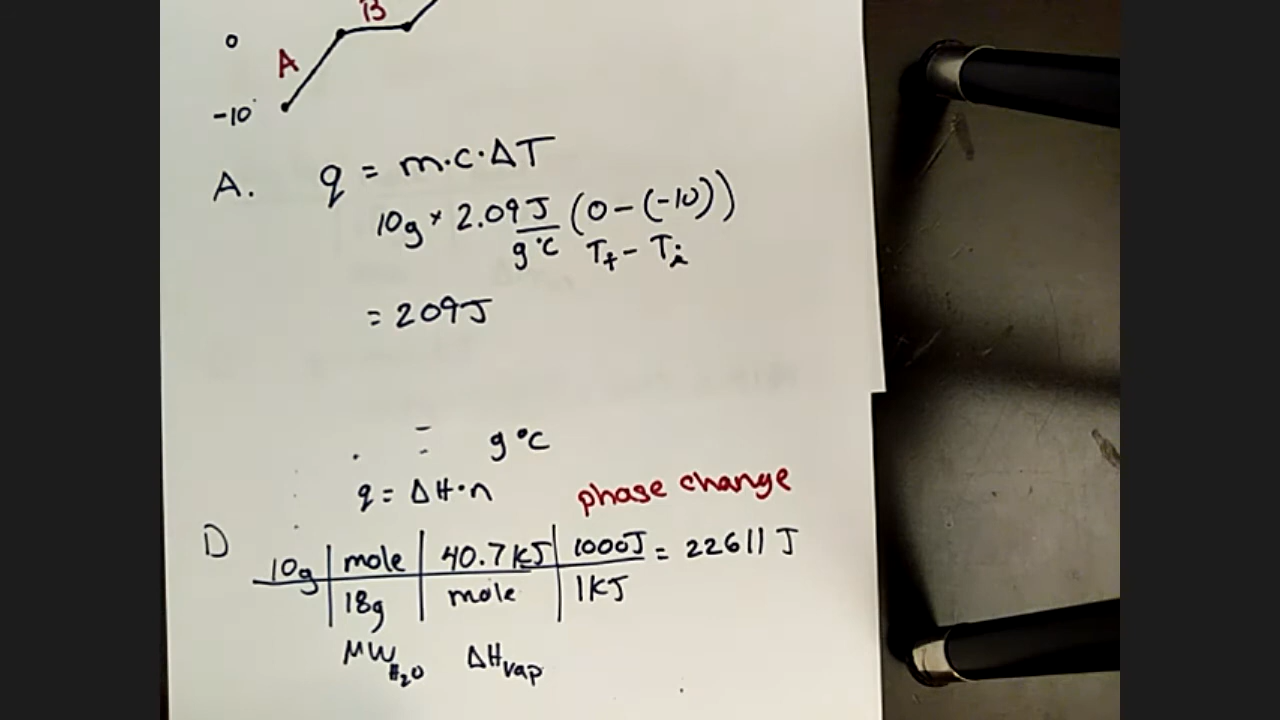 B
0
A
-10
A. q = m·c·ΔT
10g × 2.09 J (0 - (-10))
g °C Tf - Ti
= 209 J
= g °C
q = ΔH·n phase change
D 10g | mole | 40.7 kJ | 1000J = 22611 J
18g | mole | 1KJ
MW H₂O ΔHvap